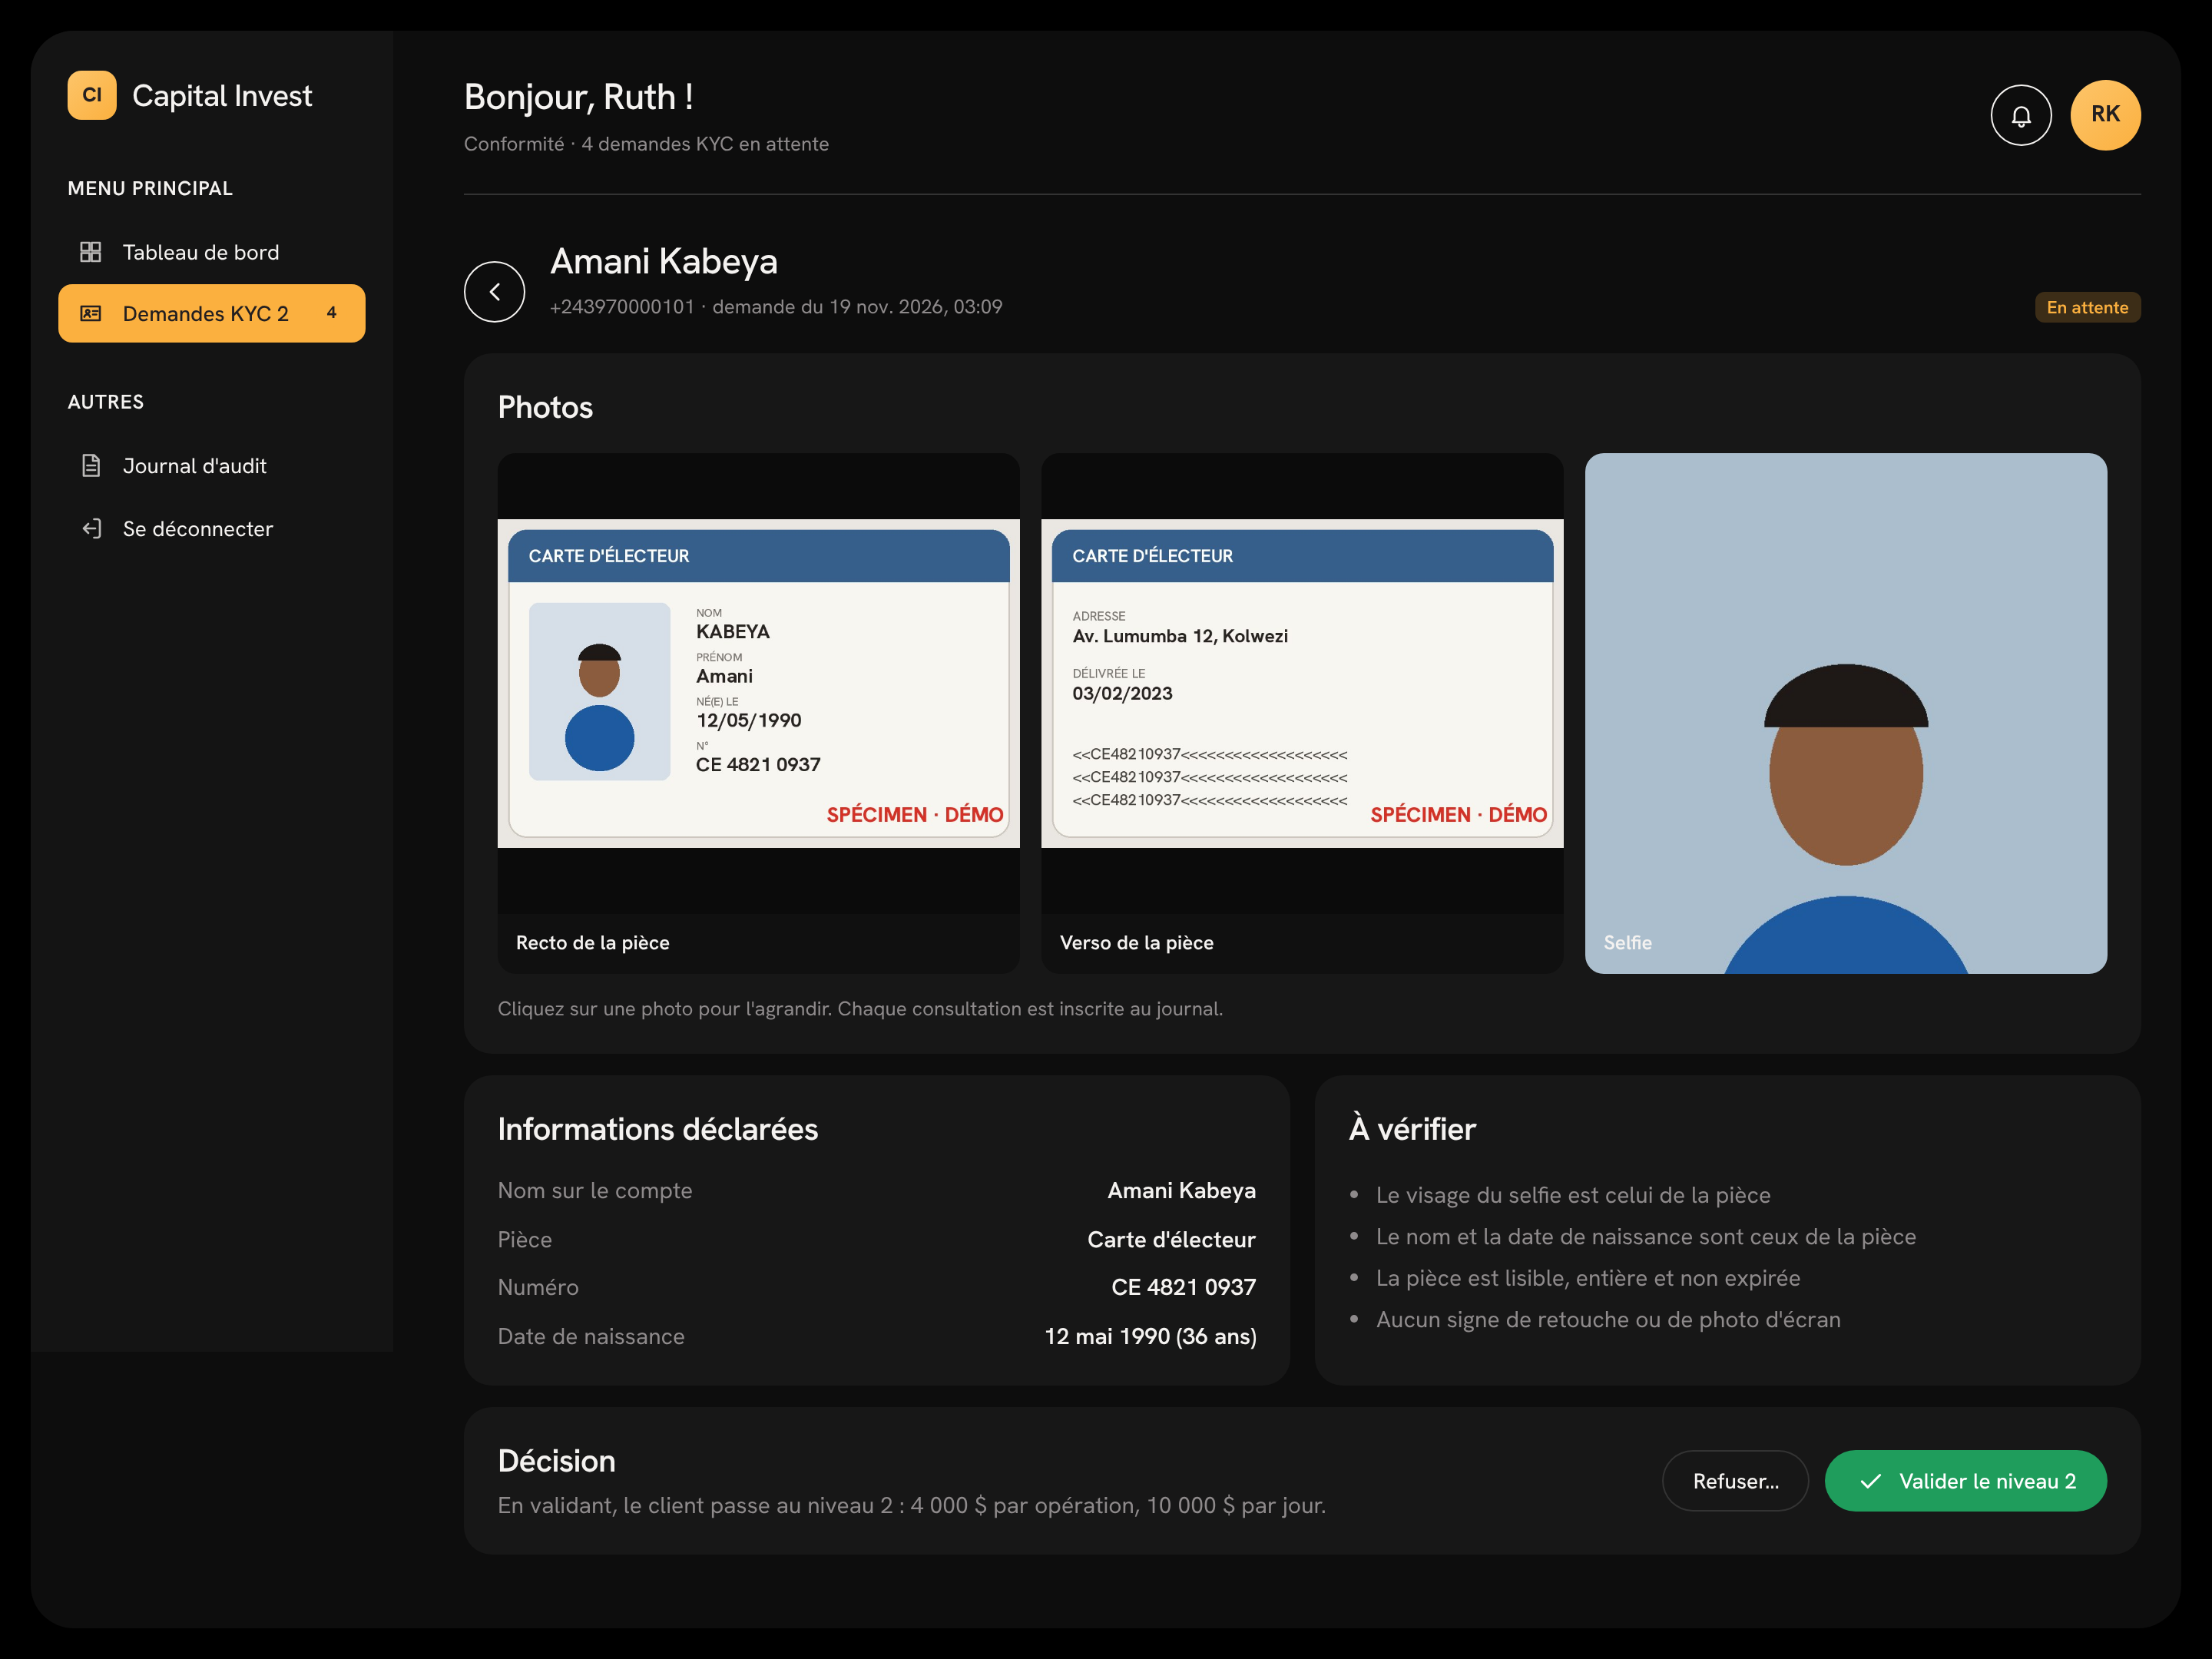 CI
Capital Invest
MENU PRINCIPAL
Tableau de bord
Demandes KYC 2
4
AUTRES
Journal d'audit
Se déconnecter
Bonjour, Ruth !
Conformité · 4 demandes KYC en attente
RK
Amani Kabeya
+243970000101 · demande du 19 nov. 2026, 03:09
En attente
Photos
CARTE D'ÉLECTEUR
NOM
KABEYA
PRÉNOM
Amani
NÉ(E) LE
12/05/1990
N°
CE 4821 0937
SPÉCIMEN · DÉMO
Recto de la pièce
CARTE D'ÉLECTEUR
ADRESSE
Av. Lumumba 12, Kolwezi
DÉLIVRÉE LE
03/02/2023
<<CE48210937<<<<<<<<<<<<<<<<<<<
<<CE48210937<<<<<<<<<<<<<<<<<<<
<<CE48210937<<<<<<<<<<<<<<<<<<<
SPÉCIMEN · DÉMO
Verso de la pièce
Selfie
Cliquez sur une photo pour l'agrandir. Chaque consultation est inscrite au journal.
Informations déclarées
Nom sur le compte
Amani Kabeya
Pièce
Carte d'électeur
Numéro
CE 4821 0937
Date de naissance
12 mai 1990 (36 ans)
À vérifier
• Le visage du selfie est celui de la pièce
• Le nom et la date de naissance sont ceux de la pièce
• La pièce est lisible, entière et non expirée
• Aucun signe de retouche ou de photo d'écran
Décision
En validant, le client passe au niveau 2 : 4 000 $ par opération, 10 000 $ par jour.
Refuser...
Valider le niveau 2